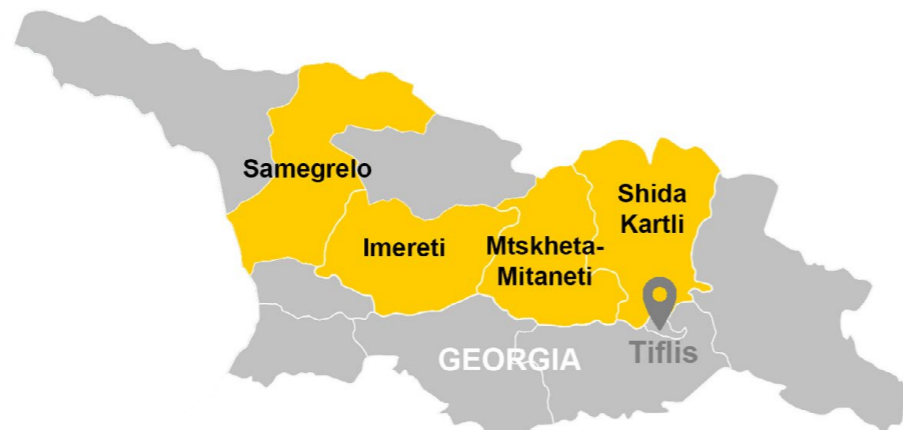 Samegrelo
Imereti
Mtskheta-
Mitaneti
Shida
Kartli
GEORGIA
Tiflis